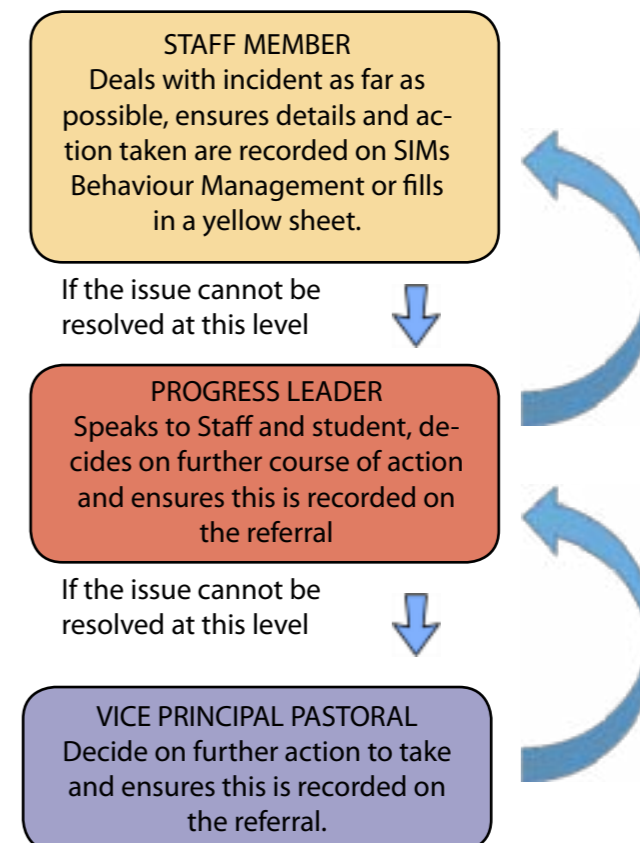 STAFF MEMBER
Deals with incident as far as
possible, ensures details and ac-
tion taken are recorded on SIMs
Behaviour Management or fills
in a yellow sheet.
If the issue cannot be
resolved at this level
PROGRESS LEADER
Speaks to Staff and student, de-
cides on further course of action
and ensures this is recorded on
the referral
If the issue cannot be
resolved at this level
VICE PRINCIPAL PASTORAL
Decide on further action to take
and ensures this is recorded on
the referral.